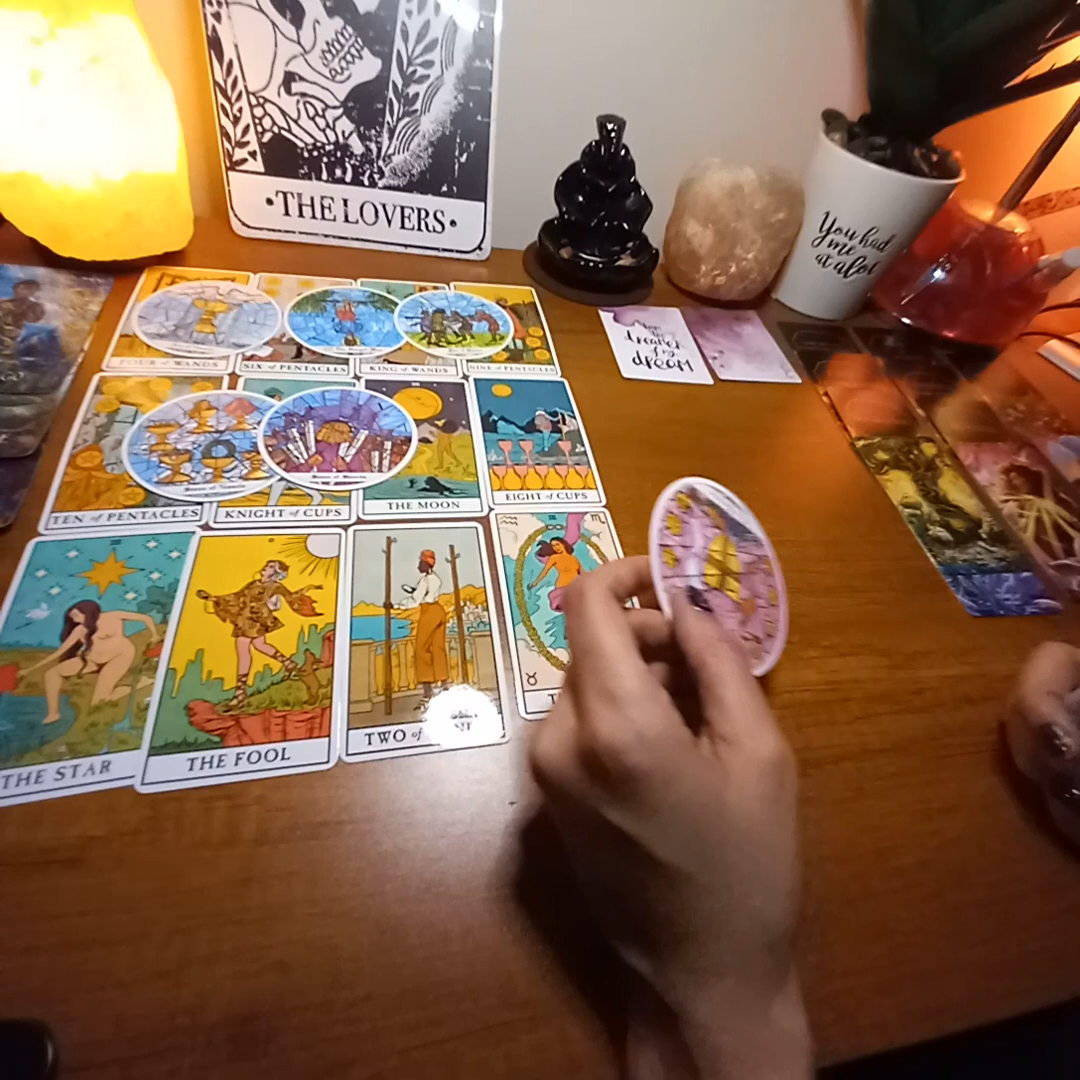 •THE LOVERS•
You had
me
at aloe
dreamer
dream
FOUR of WANDS
SIX of PENTACLES
KING of WANDS
NINE of PENTACLES
TEN of PENTACLES
KNIGHT of CUPS
THE MOON
EIGHT of CUPS
THE STAR
THE FOOL
TWO of